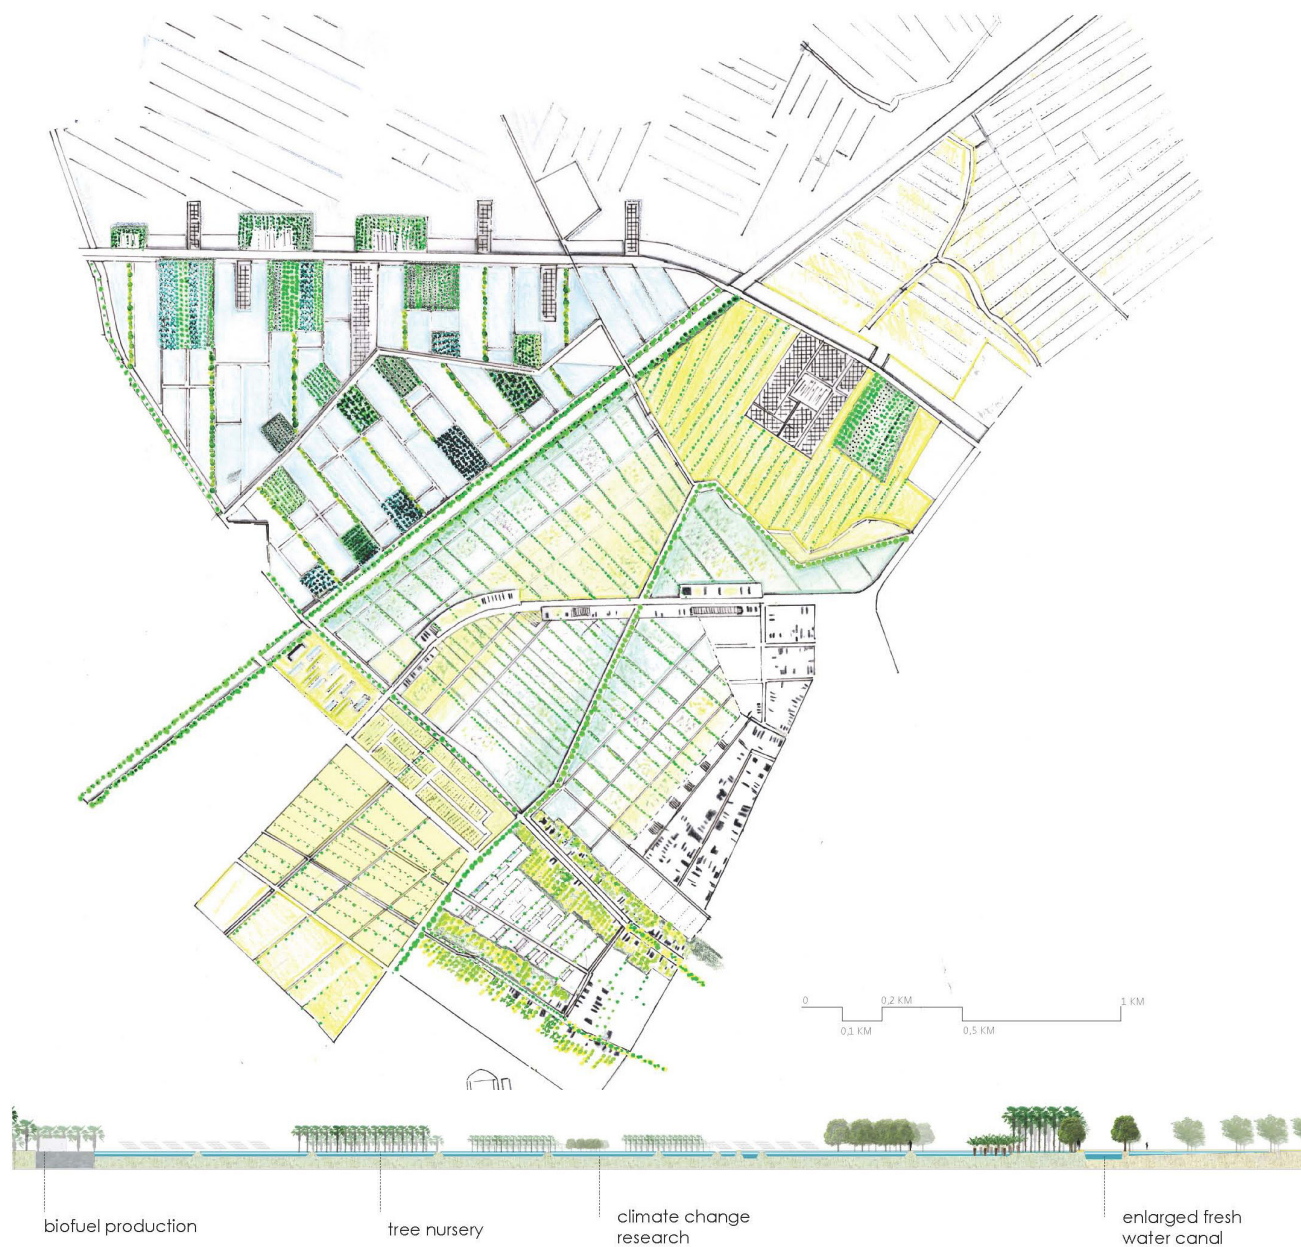 0
0,2 KM
1 KM
0,1 KM
0,5 KM
biofuel production
tree nursery
climate change
research
enlarged fresh
water canal